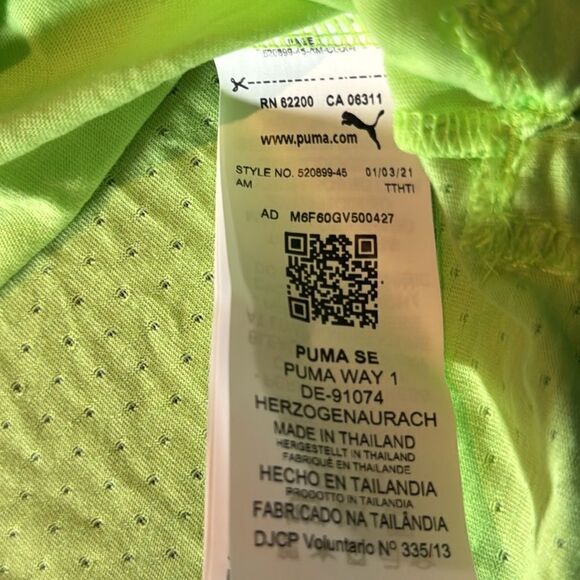 RN 62200 CA 06311
www.puma.com
STYLE NO. 520899-45 01/03/21
AM TTHTI
AD M6F60GV500427
PUMA SE
PUMA WAY 1
DE-91074
HERZOGENAURACH
MADE IN THAILAND
HERGESTELLT IN THAILAND
FABRIQUÉ EN THAILANDE
HECHO EN TAILANDIA
PRODOTTO IN TAILANDIA
FABRICADO NA TAILÂNDIA
DJCP Voluntario Nº 335/13